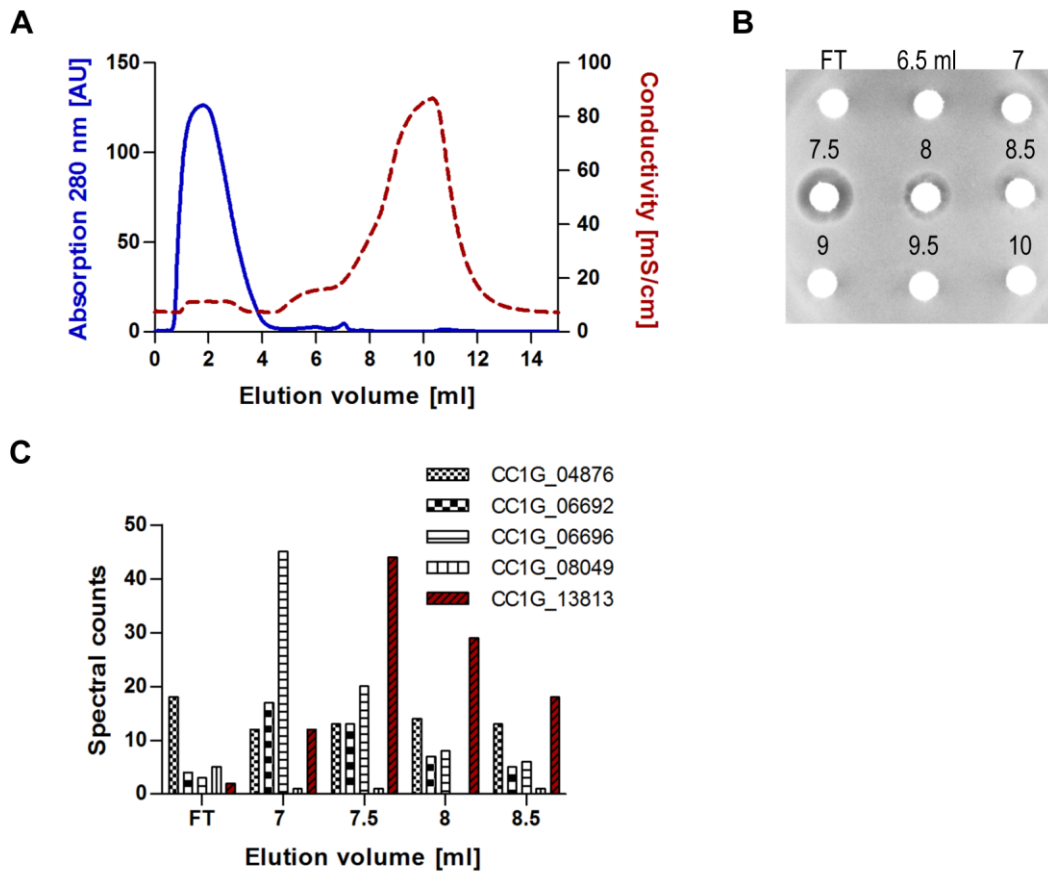 A
B
150
100
50
0
Absorption 280 nm [AU]
100
80
60
40
20
0
Conductivity [mS/cm]
0 2 4 6 8 10 12 14
Elution volume [ml]
FT 6.5 ml 7
7.5 8 8.5
9 9.5 10
C
CC1G_04876
CC1G_06692
CC1G_06696
CC1G_08049
CC1G_13813
50
40
30
20
10
0
Spectral counts
FT 7 7.5 8 8.5
Elution volume [ml]